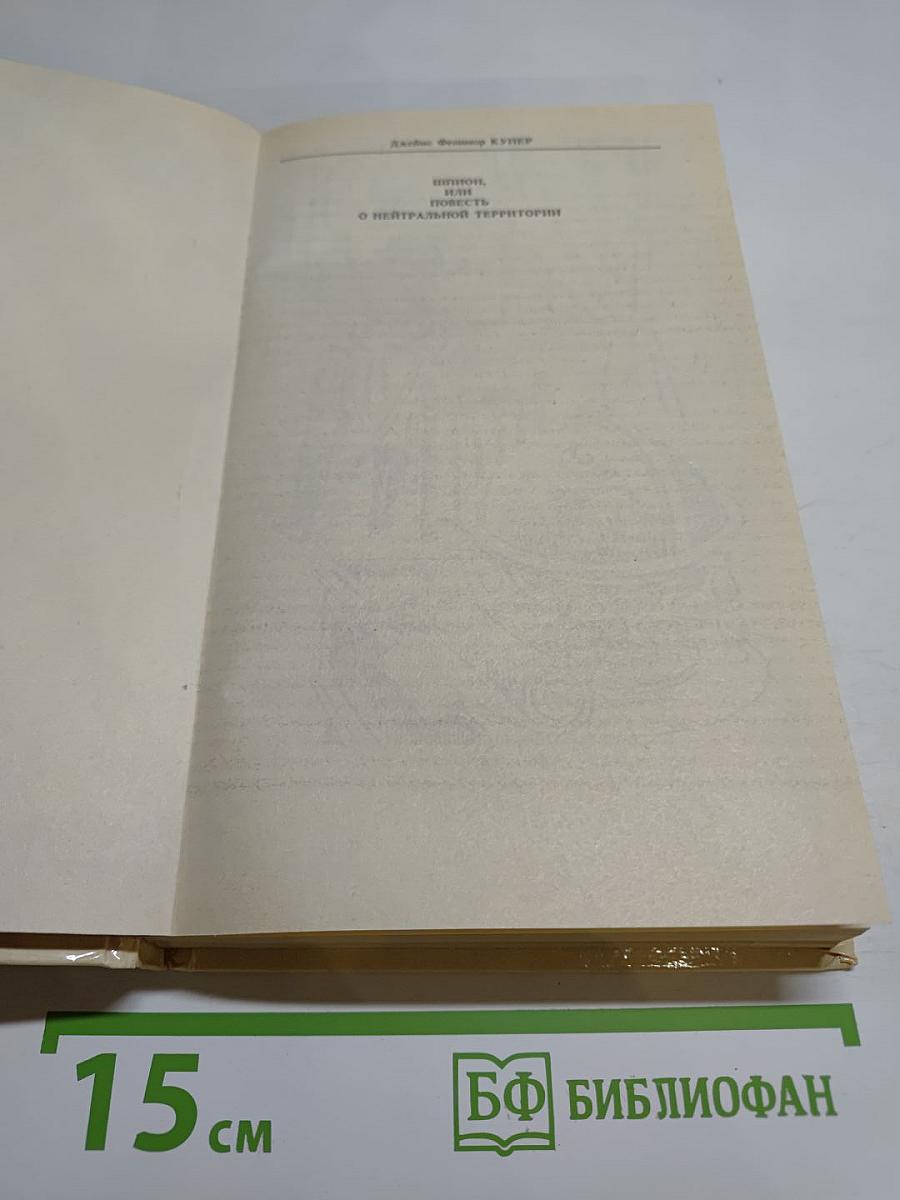 Джеймс Фенимор КУПЕР
ШПИОН,
ИЛИ
ПОВЕСТЬ
О НЕЙТРАЛЬНОЙ ТЕРРИТОРИИ
15 см
БФ БИБЛИОФАН